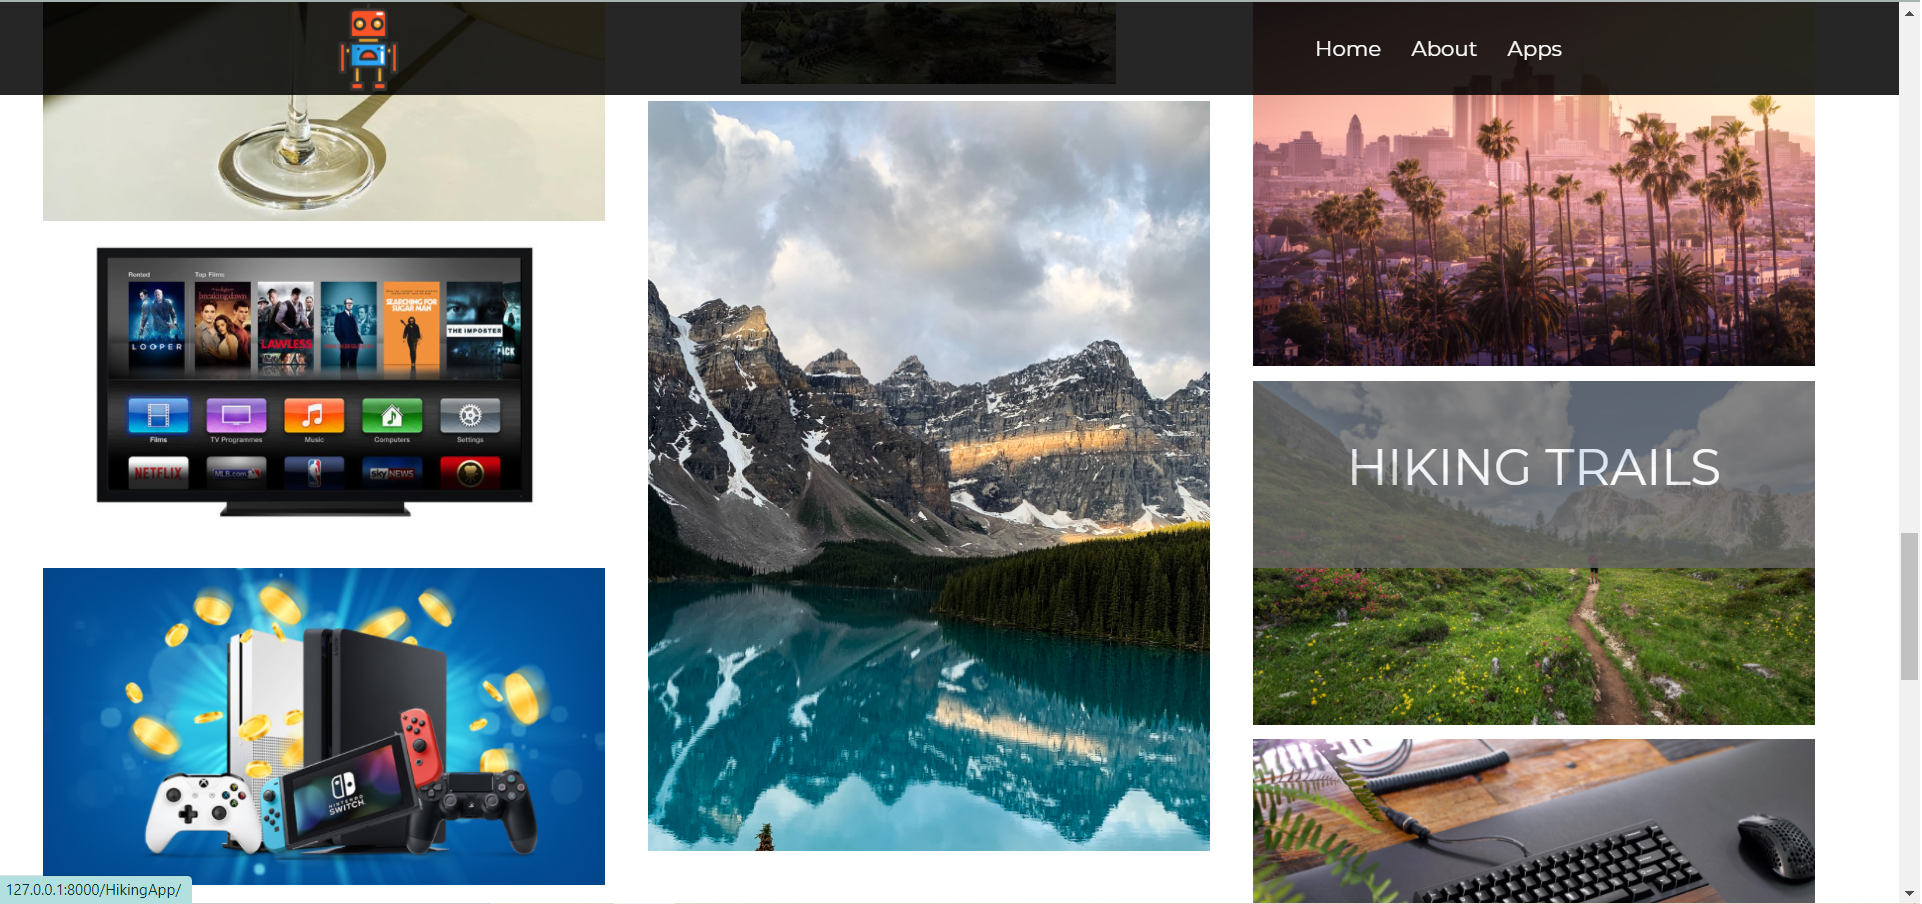 Home About Apps
Rented Top Films
LOOPER
breaking dawn
LAWLESS
SEARCHING FOR
SUGAR MAN
THE IMPOSTER
Films TV Programmes Music Computers Settings
NETFLIX MLB.com sky NEWS
HIKING TRAILS
NINTENDO
SWITCH
127.0.0.1:8000/HikingApp/